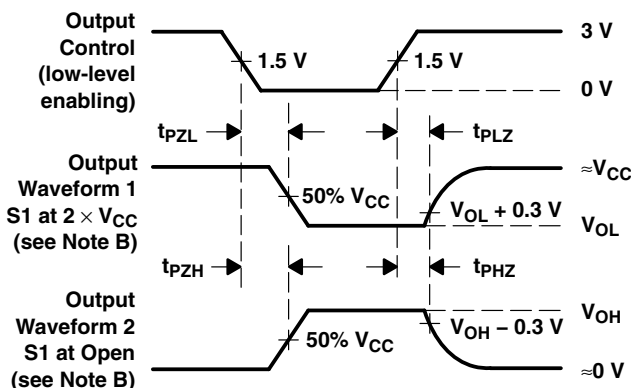 Output
Control
(low-level
enabling)
1.5 V
1.5 V
3 V
0 V
tPZL
tPLZ
Output
Waveform 1
S1 at 2 × VCC
(see Note B)
50% VCC
VOL + 0.3 V
≈VCC
VOL
tPZH
tPHZ
Output
Waveform 2
S1 at Open
(see Note B)
50% VCC
VOH – 0.3 V
VOH
≈0 V